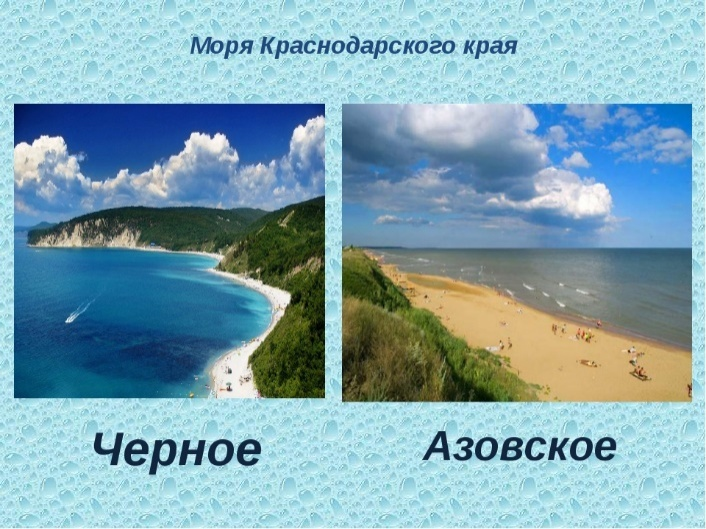 Моря Краснодарского края
Черное
Азовское